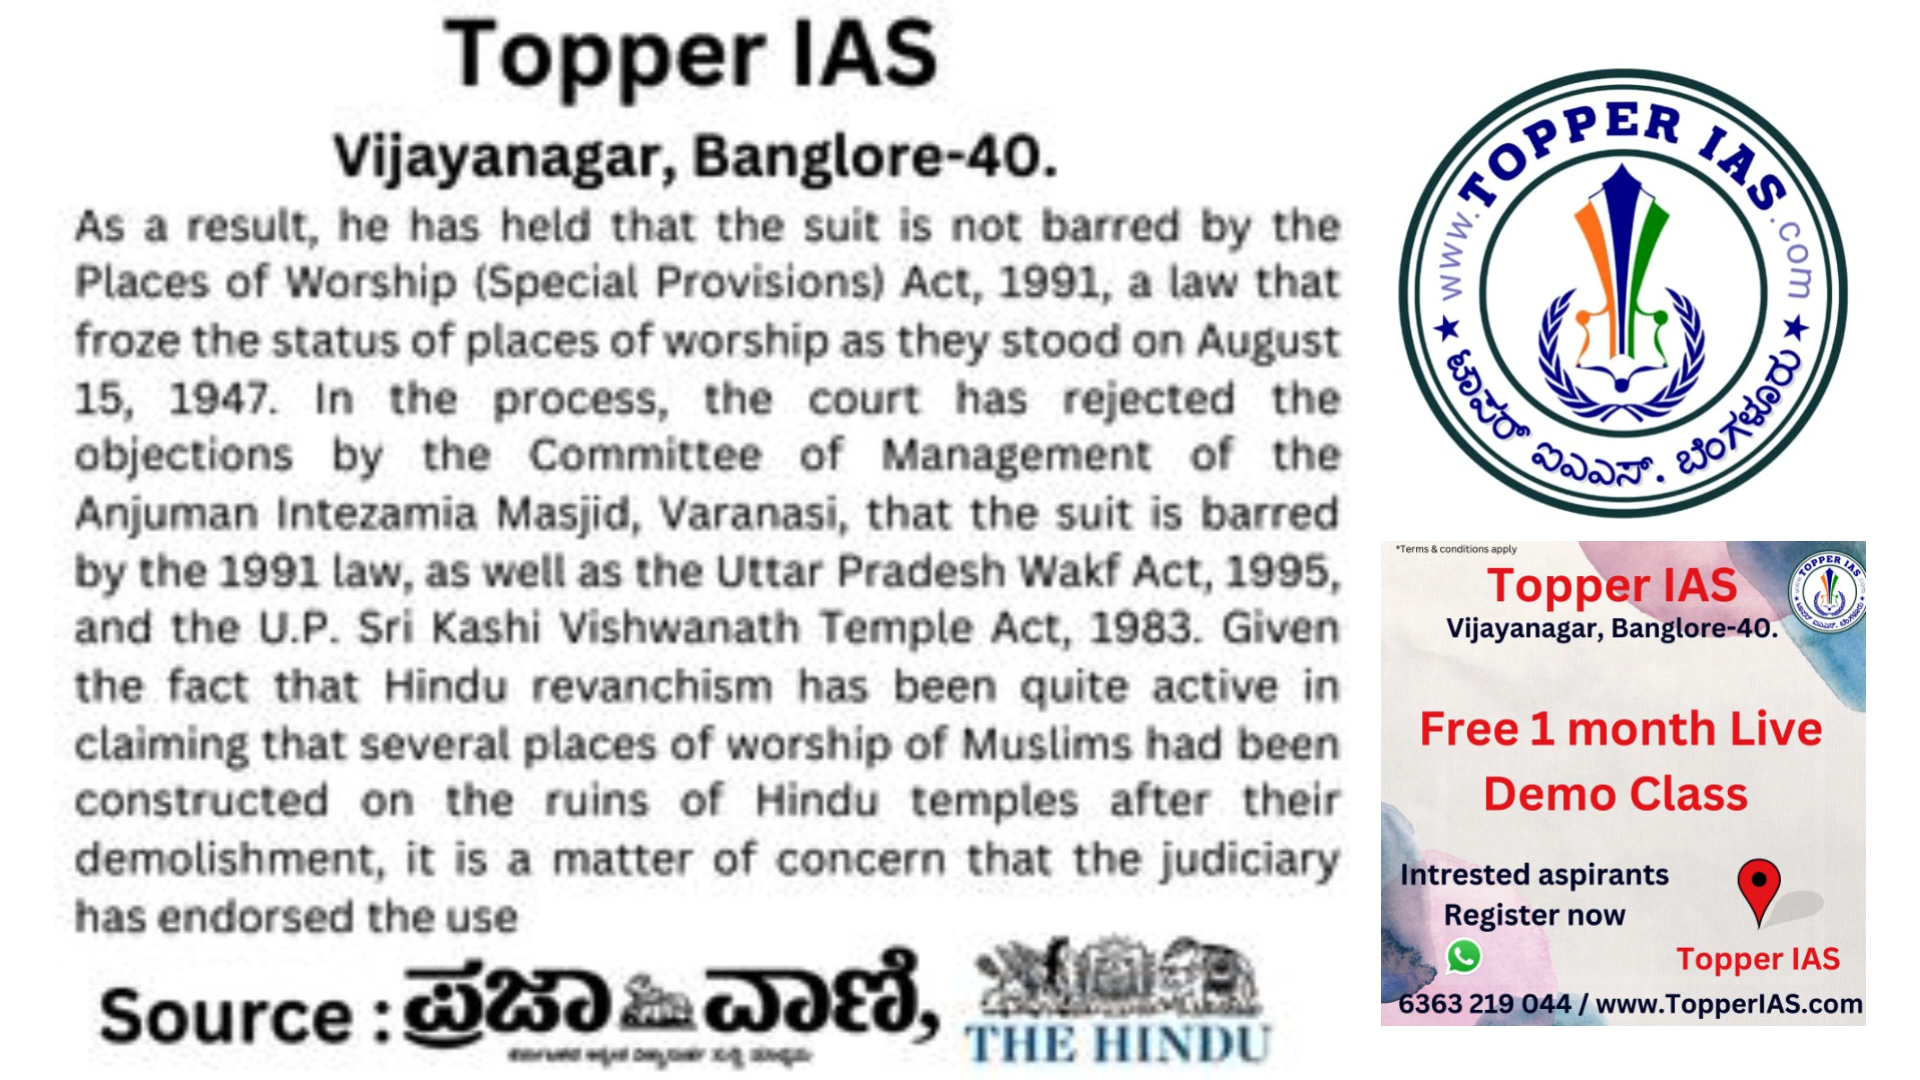 Topper IAS
Vijayanagar, Banglore-40.
As a result, he has held that the suit is not barred by the
Places of Worship (Special Provisions) Act, 1991, a law that
froze the status of places of worship as they stood on August
15, 1947. In the process, the court has rejected the
objections by the Committee of Management of the
Anjuman Intezamia Masjid, Varanasi, that the suit is barred
by the 1991 law, as well as the Uttar Pradesh Wakf Act, 1995,
and the U.P. Sri Kashi Vishwanath Temple Act, 1983. Given
the fact that Hindu revanchism has been quite active in
claiming that several places of worship of Muslims had been
constructed on the ruins of Hindu temples after their
demolishment, it is a matter of concern that the judiciary
has endorsed the use
Source : ಪ್ರಜಾವಾಣಿ, THE HINDU
www.TOPPER IAS.com
ಟಾಪರ್ ಐಎಎಸ್. ಬೆಂಗಳೂರು
*Terms & conditions apply
Topper IAS
Vijayanagar, Banglore-40.
TOPPER IAS
Free 1 month Live
Demo Class
Intrested aspirants
Register now
Topper IAS
6363 219 044 / www.TopperIAS.com